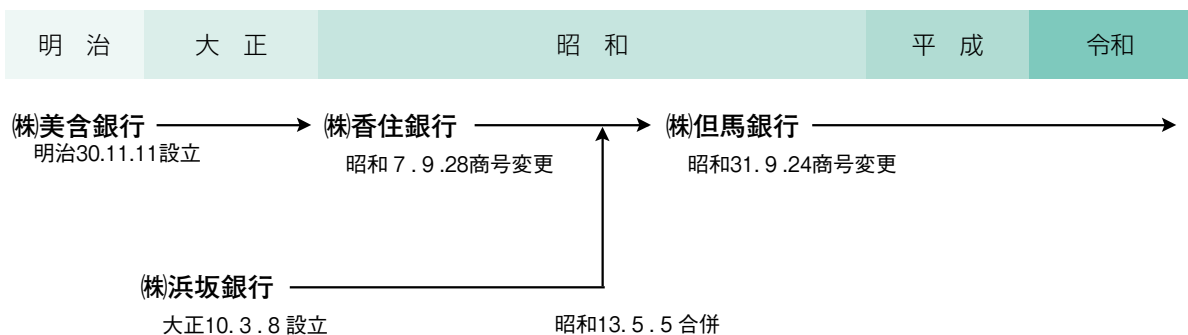 明 治 大 正 昭 和 平 成 令和
㈱美含銀行 ㈱香住銀行 ㈱但馬銀行
明治30.11.11設立 昭和７.９.28商号変更 昭和31.９.24商号変更
㈱浜坂銀行
大正10.３.８設立 昭和13.５.５合併